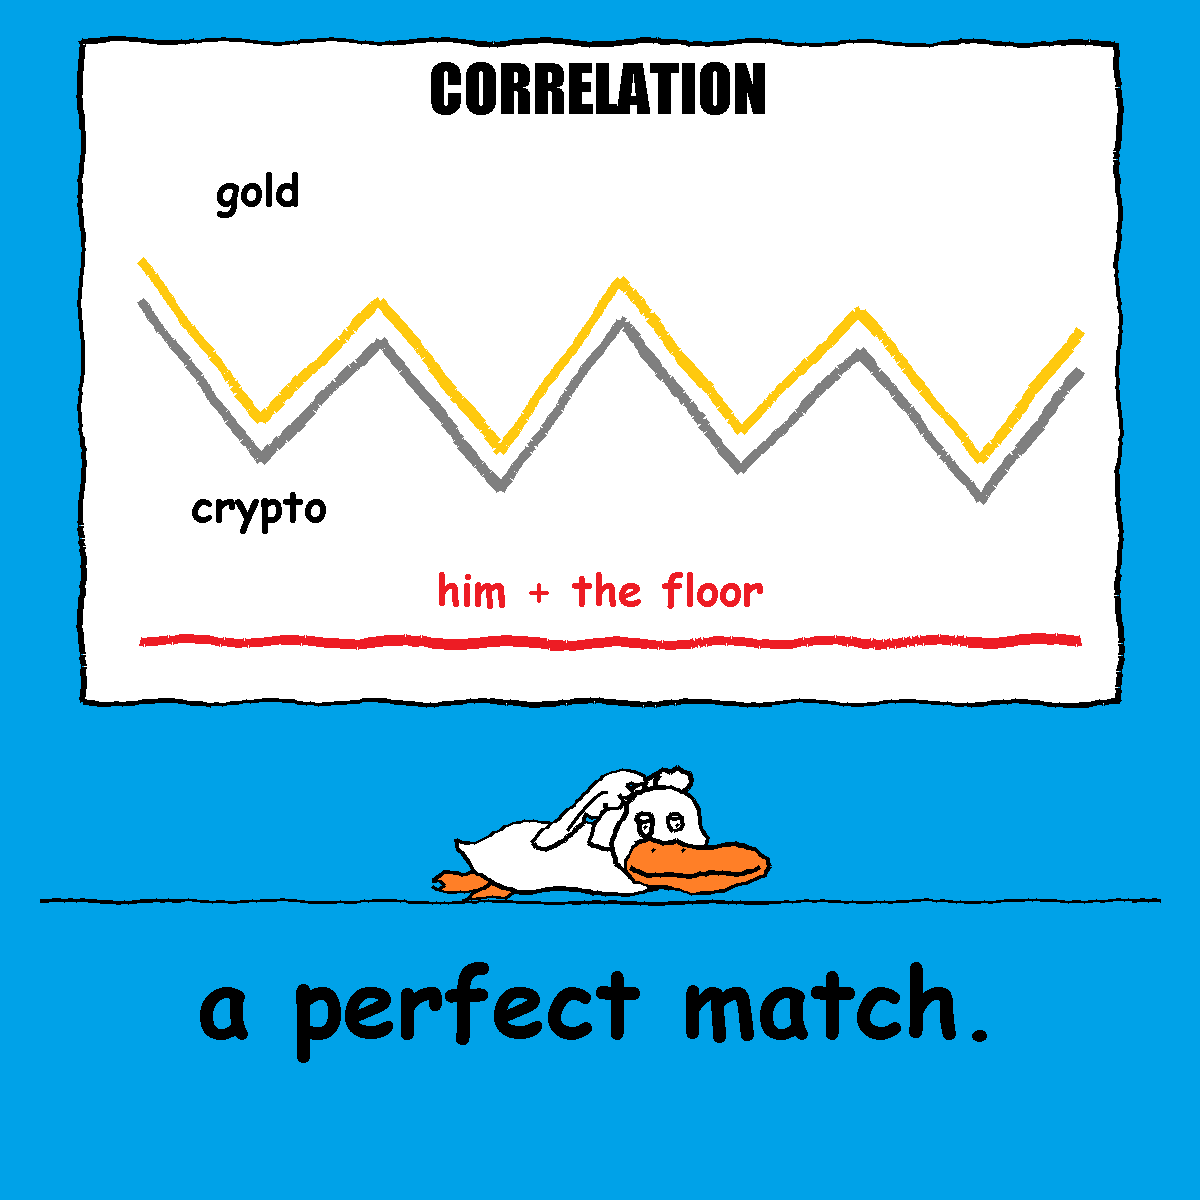 CORRELATION
gold
crypto
him + the floor
a perfect match.